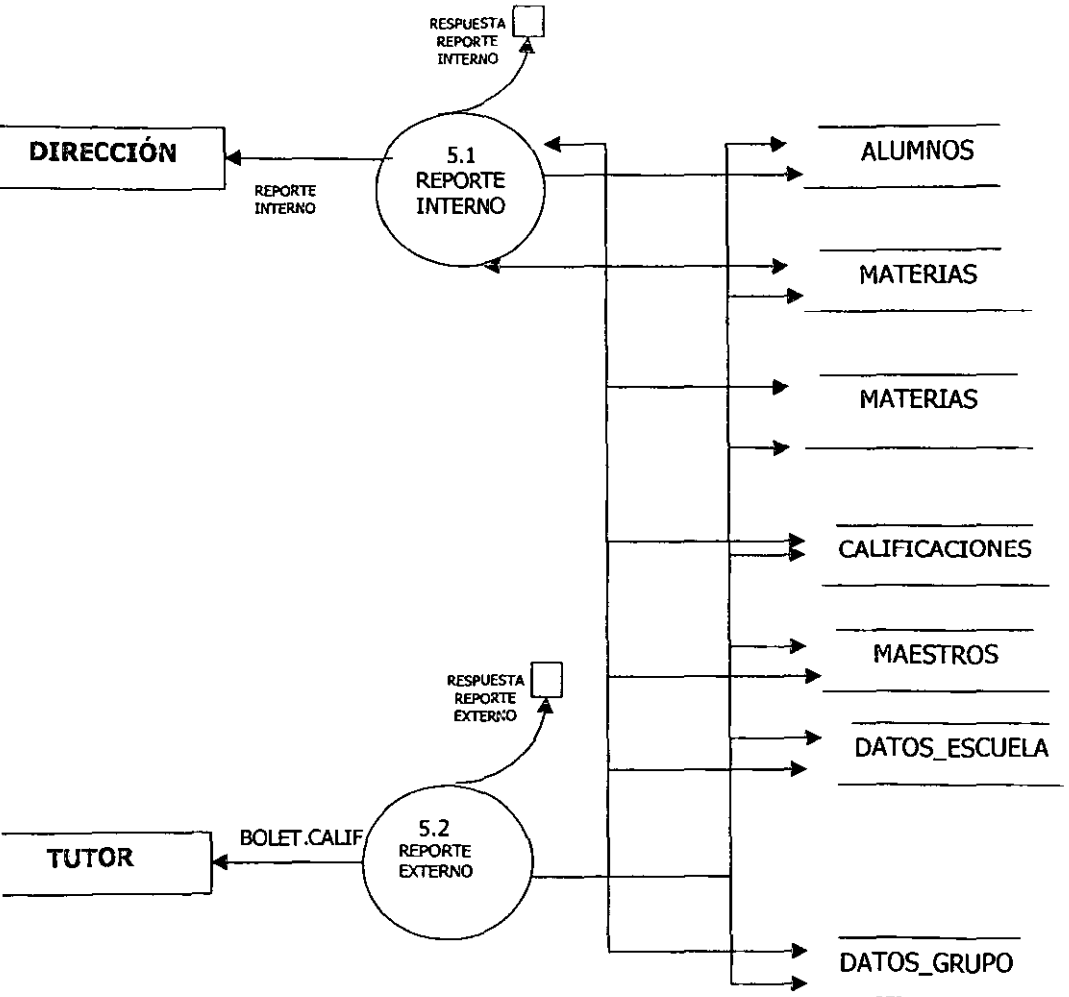 RESPUESTA
REPORTE
INTERNO
DIRECCIÓN
REPORTE
INTERNO
5.1
REPORTE
INTERNO
ALUMNOS
MATERIAS
MATERIAS
CALIFICACIONES
MAESTROS
DATOS_ESCUELA
RESPUESTA
REPORTE
EXTERNO
TUTOR
BOLET.CALIF
5.2
REPORTE
EXTERNO
DATOS_GRUPO